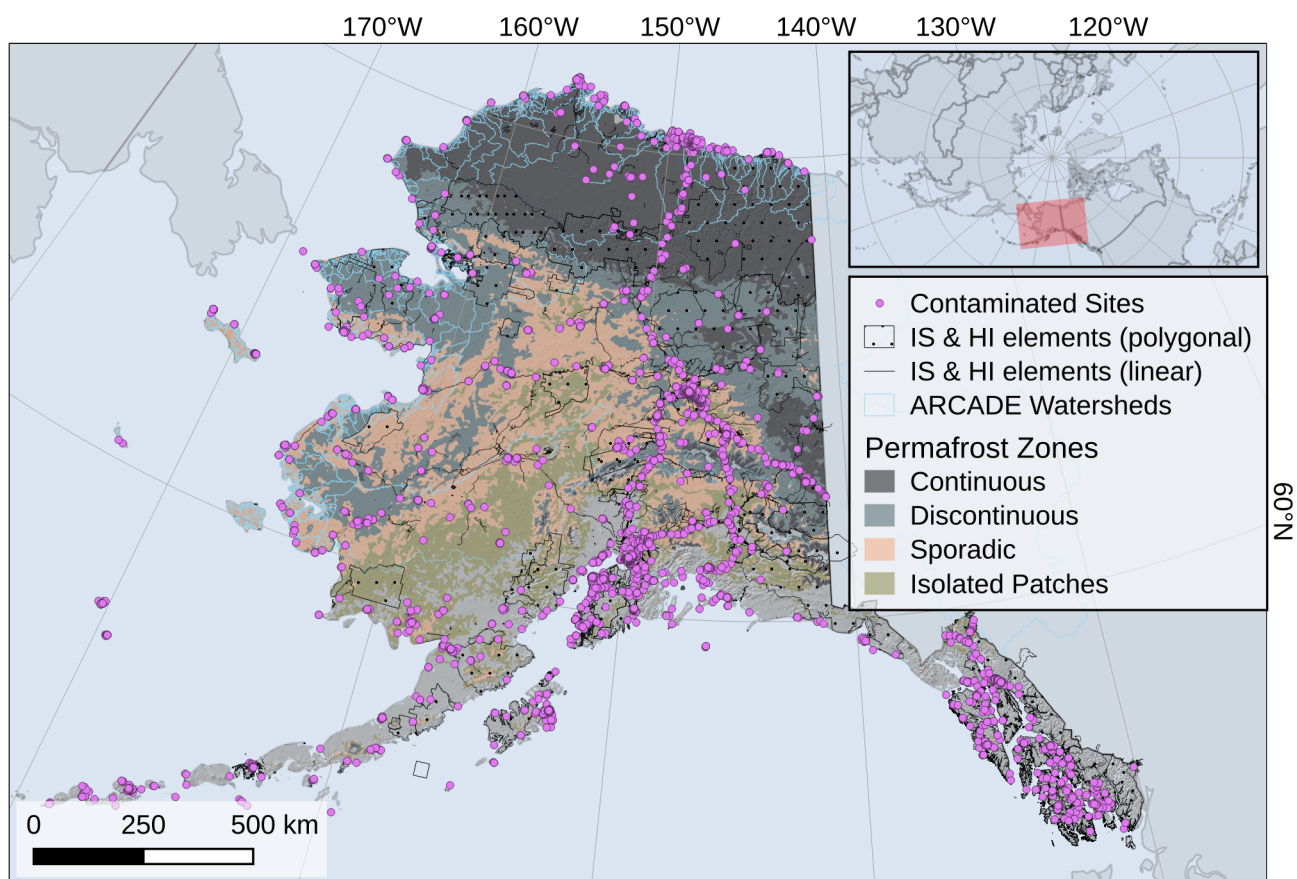 170°W 160°W 150°W 140°W 130°W 120°W
Contaminated Sites
IS & HI elements (polygonal)
IS & HI elements (linear)
ARCADE Watersheds
Permafrost Zones
Continuous
Discontinuous
Sporadic
Isolated Patches
60°N
0 250 500 km